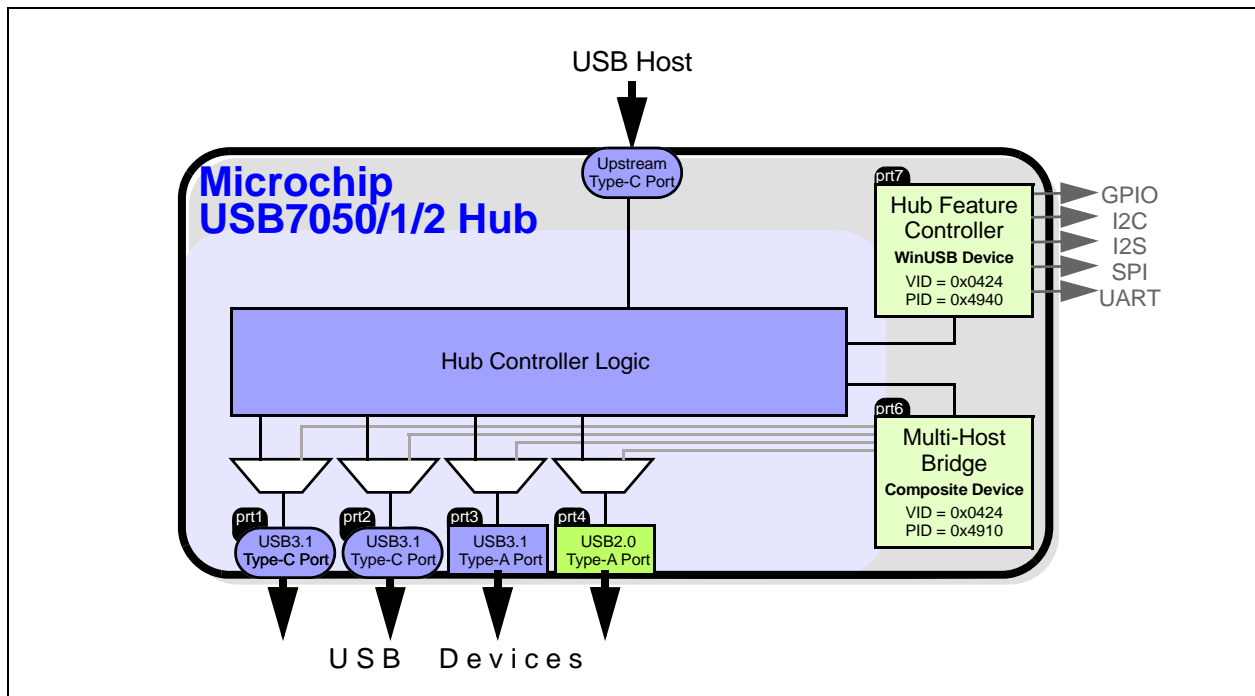 USB Host
Upstream
Type-C Port
Microchip
USB7050/1/2 Hub
prt7
Hub Feature
Controller
WinUSB Device
VID = 0x0424
PID = 0x4940
GPIO
I2C
I2S
SPI
UART
Hub Controller Logic
prt6
Multi-Host
Bridge
Composite Device
VID = 0x0424
PID = 0x4910
prt1
USB3.1
Type-C Port
prt2
USB3.1
Type-C Port
prt3
USB3.1
Type-A Port
prt4
USB2.0
Type-A Port
USB Devices